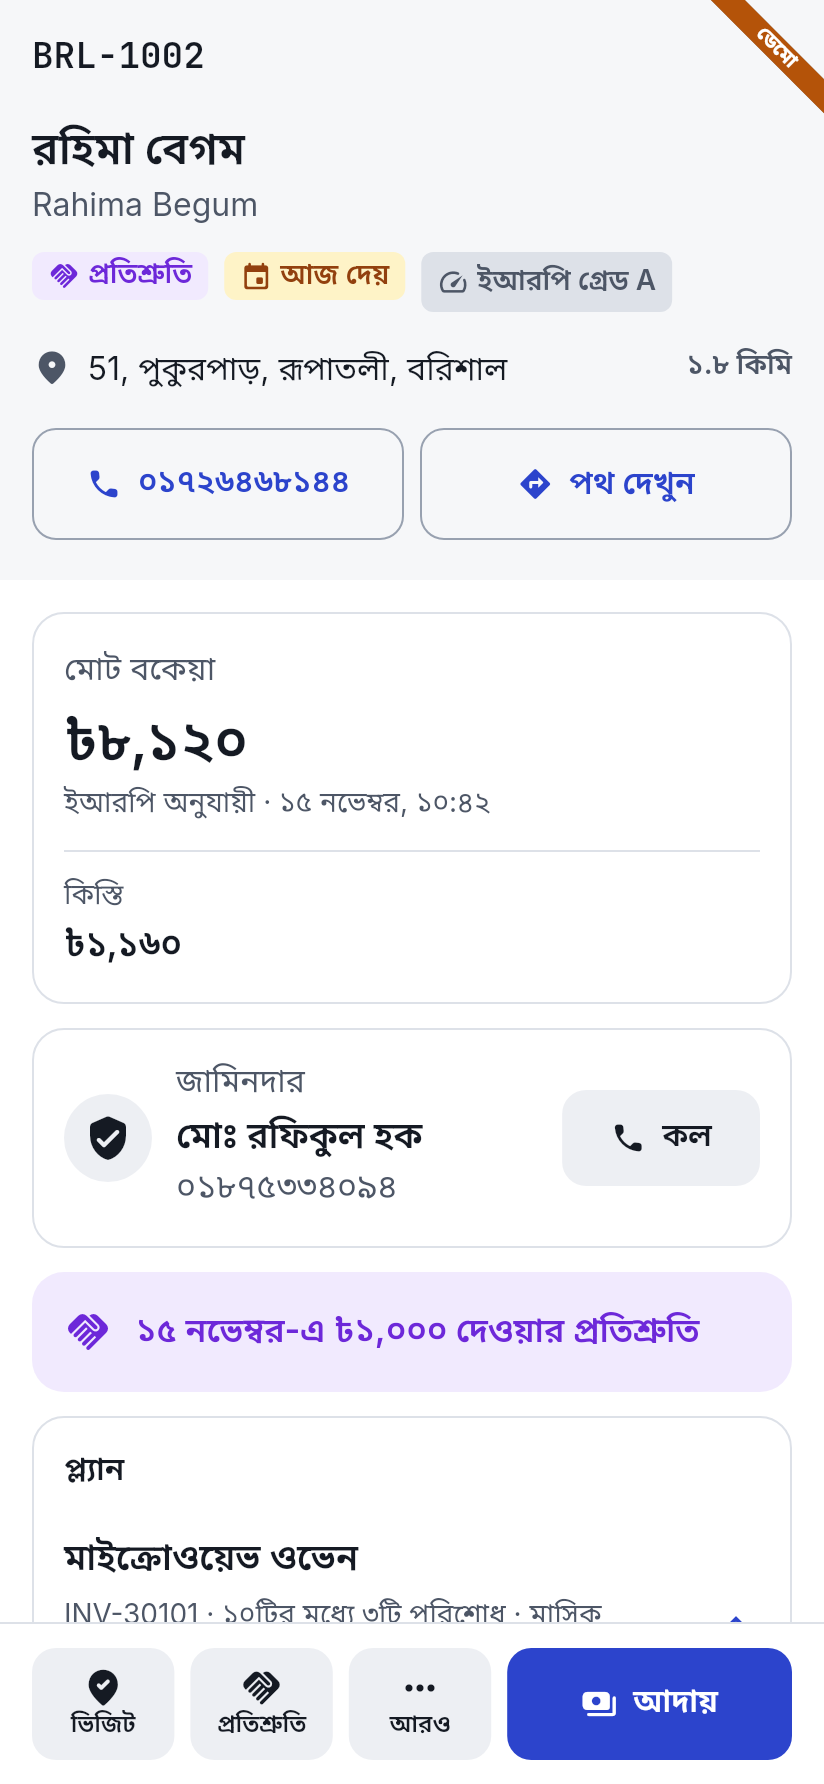 BRL-1002
ডেমো
রহিমা বেগম
Rahima Begum
প্রতিশ্রুতি
আজ দেয়
ইআরপি গ্রেড A
51, পুকুরপাড়, রূপাতলী, বরিশাল
১.৮ কিমি
০১৭২৬৪৬৮১৪৪
পথ দেখুন
মোট বকেয়া
৳৮,১২০
ইআরপি অনুযায়ী · ১৫ নভেম্বর, ১০:৪২
কিস্তি
৳১,১৬০
জামিনদার
মোঃ রফিকুল হক
০১৮৭৫৩৩৪০৯৪
কল
১৫ নভেম্বর-এ ৳১,০০০ দেওয়ার প্রতিশ্রুতি
প্ল্যান
মাইক্রোওয়েভ ওভেন
INV-30101 · ১০টির মধ্যে ৩টি পরিশোধ · মাসিক
ভিজিট
প্রতিশ্রুতি
আরও
আদায়